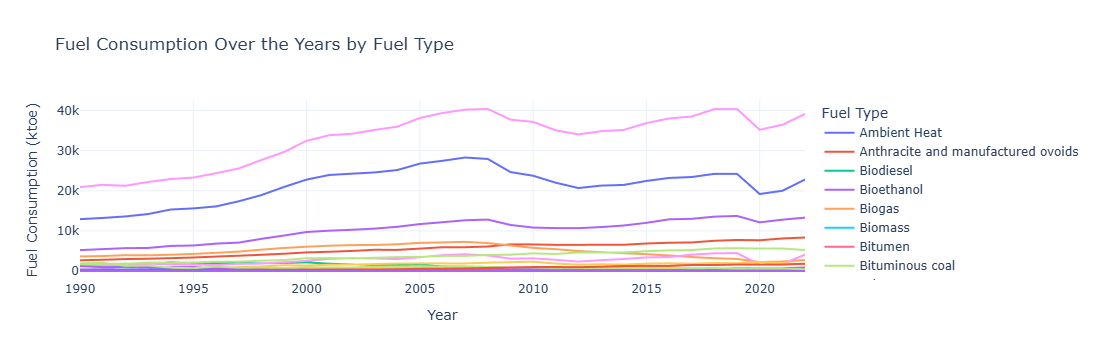 Fuel Consumption Over the Years by Fuel Type
Fuel Consumption (ktoe)
40k
30k
20k
10k
0
1990
1995
2000
2005
2010
2015
2020
Year
Fuel Type
Ambient Heat
Anthracite and manufactured ovoids
Biodiesel
Bioethanol
Biogas
Biomass
Bitumen
Bituminous coal